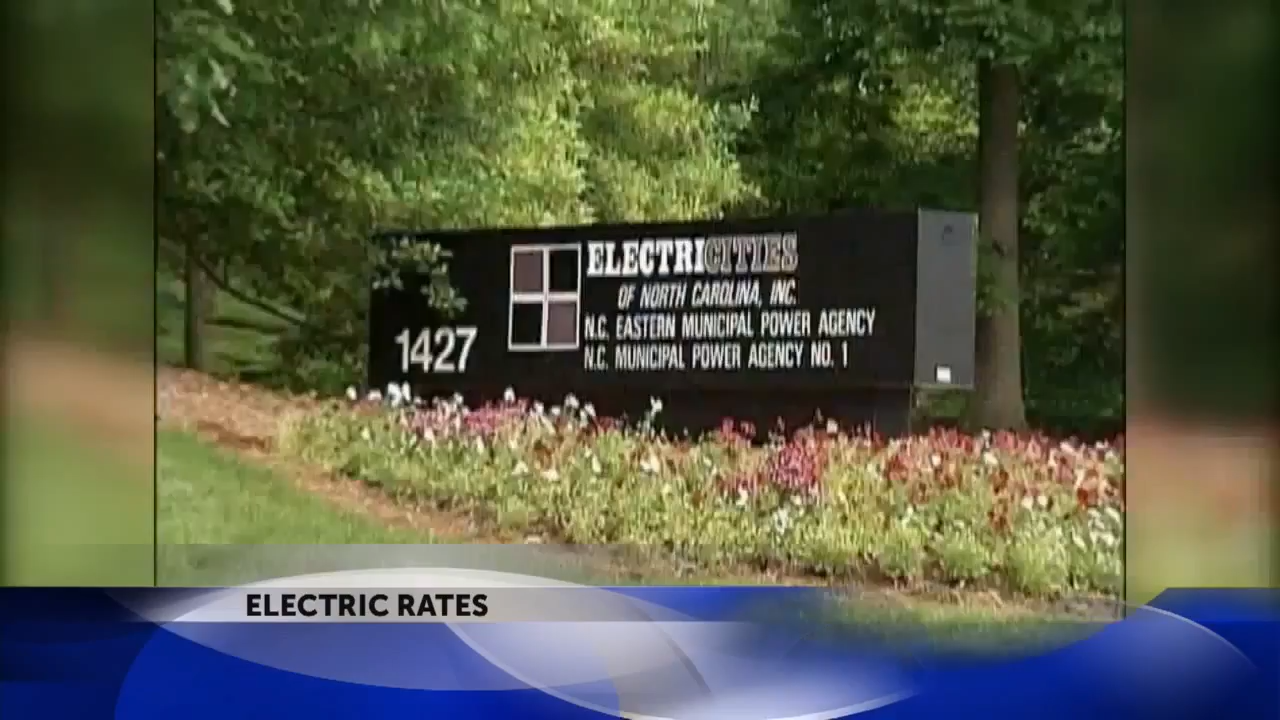 ELECTRICITIES
OF NORTH CAROLINA, INC.
1427
N.C. EASTERN MUNICIPAL POWER AGENCY
N.C. MUNICIPAL POWER AGENCY NO. 1
ELECTRIC RATES